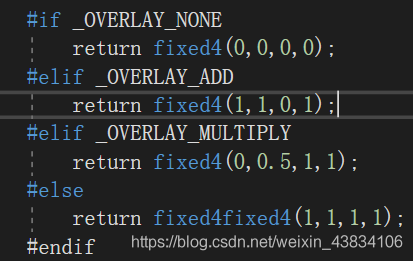 #if _OVERLAY_NONE
return fixed4(0,0,0,0);
#elif _OVERLAY_ADD
return fixed4(1,1,0,1);
#elif _OVERLAY_MULTIPLY
return fixed4(0,0.5,1,1);
#else
return fixed4fixed4(1,1,1,1);
#endif
https://blog.csdn.net/weixin_43834106